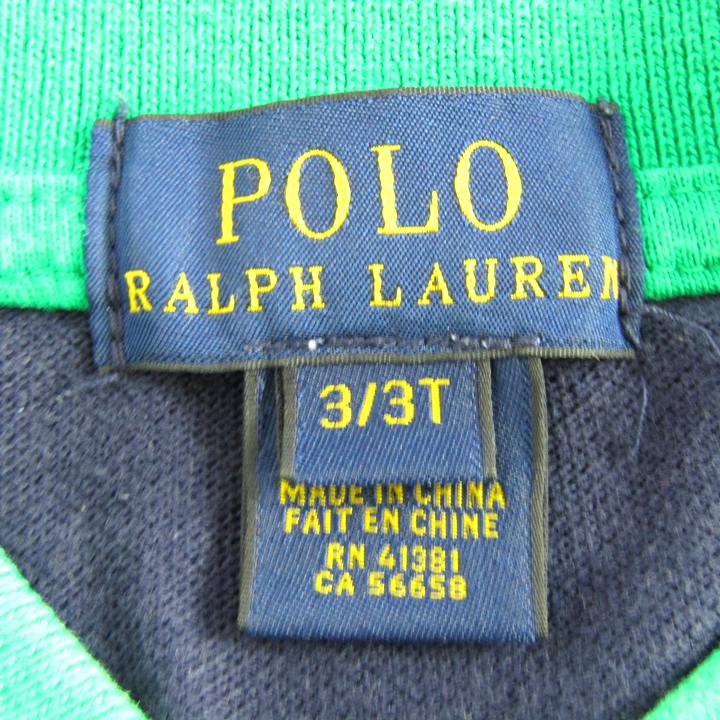 POLO
RALPH LAUREN
3/3T
MADE IN CHINA
FAIT EN CHINE
RN 41381
CA 56658